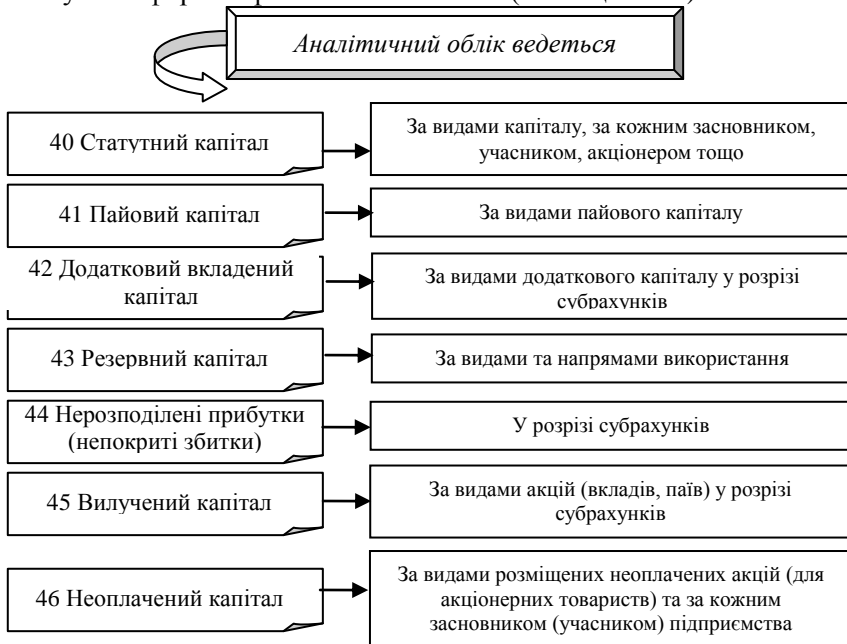 Аналітичний облік ведеться
40 Статутний капітал
За видами капіталу, за кожним засновником,
учасником, акціонером тощо
41 Пайовий капітал
За видами пайового капіталу
42 Додатковий вкладений
капітал
За видами додаткового капіталу у розрізі
субрахунків
43 Резервний капітал
За видами та напрямами використання
44 Нерозподілені прибутки
(непокриті збитки)
У розрізі субрахунків
45 Вилучений капітал
За видами акцій (вкладів, паїв) у розрізі
субрахунків
46 Неоплачений капітал
За видами розміщених неоплачених акцій (для
акціонерних товариств) та за кожним
засновником (учасником) підприємства